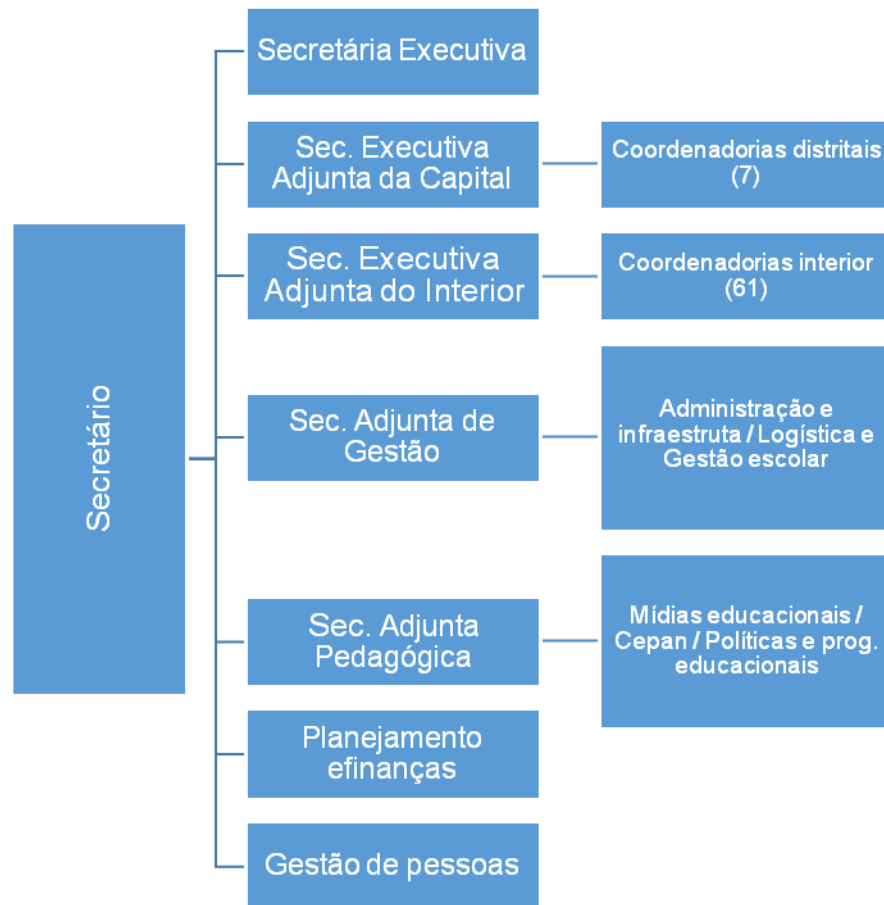 Secretário
Secretária Executiva
Sec. Executiva
Adjunta da Capital
Coordenadorias distritais
(7)
Sec. Executiva
Adjunta do Interior
Coordenadorias interior
(61)
Sec. Adjunta de
Gestão
Administração e
infraestruta / Logística e
Gestão escolar
Sec. Adjunta
Pedagógica
Mídias educacionais /
Cepan / Políticas e prog.
educacionais
Planejamento
efinanças
Gestão de pessoas